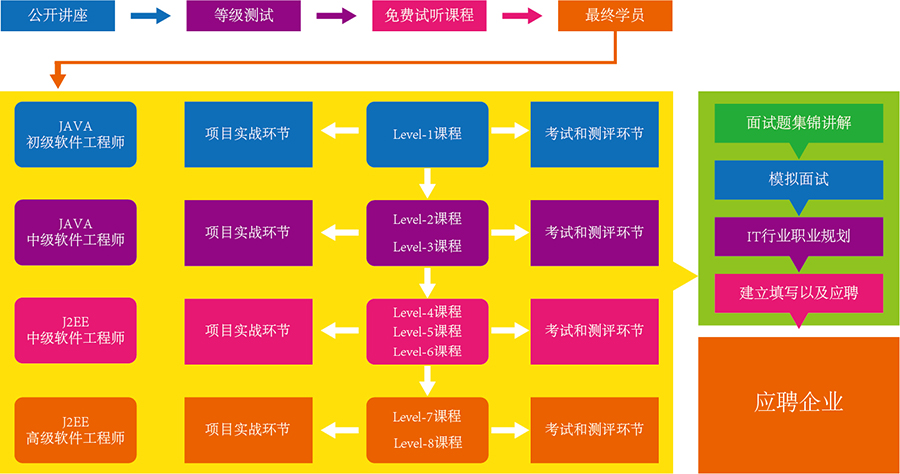 公开讲座
等级测试
免费试听课程
最终学员
JAVA
初级软件工程师
项目实战环节
Level-1课程
考试和测评环节
JAVA
中级软件工程师
项目实战环节
Level-2课程
Level-3课程
考试和测评环节
J2EE
中级软件工程师
项目实战环节
Level-4课程
Level-5课程
Level-6课程
考试和测评环节
J2EE
高级软件工程师
项目实战环节
Level-7课程
Level-8课程
考试和测评环节
面试题集锦讲解
模拟面试
IT行业职业规划
建立填写以及应聘
应聘企业